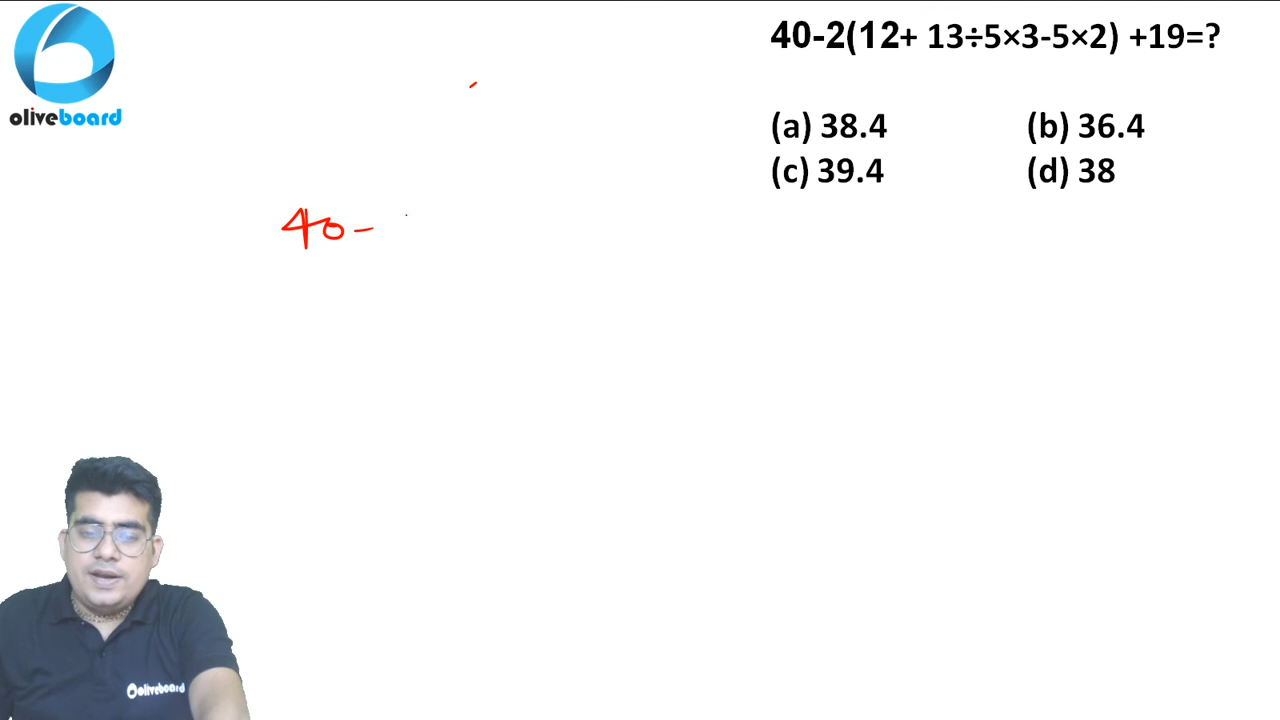 oliveboard
40-2(12+ 13÷5×3-5×2) +19=?
(a) 38.4 (b) 36.4
(c) 39.4 (d) 38
40-
oliveboard